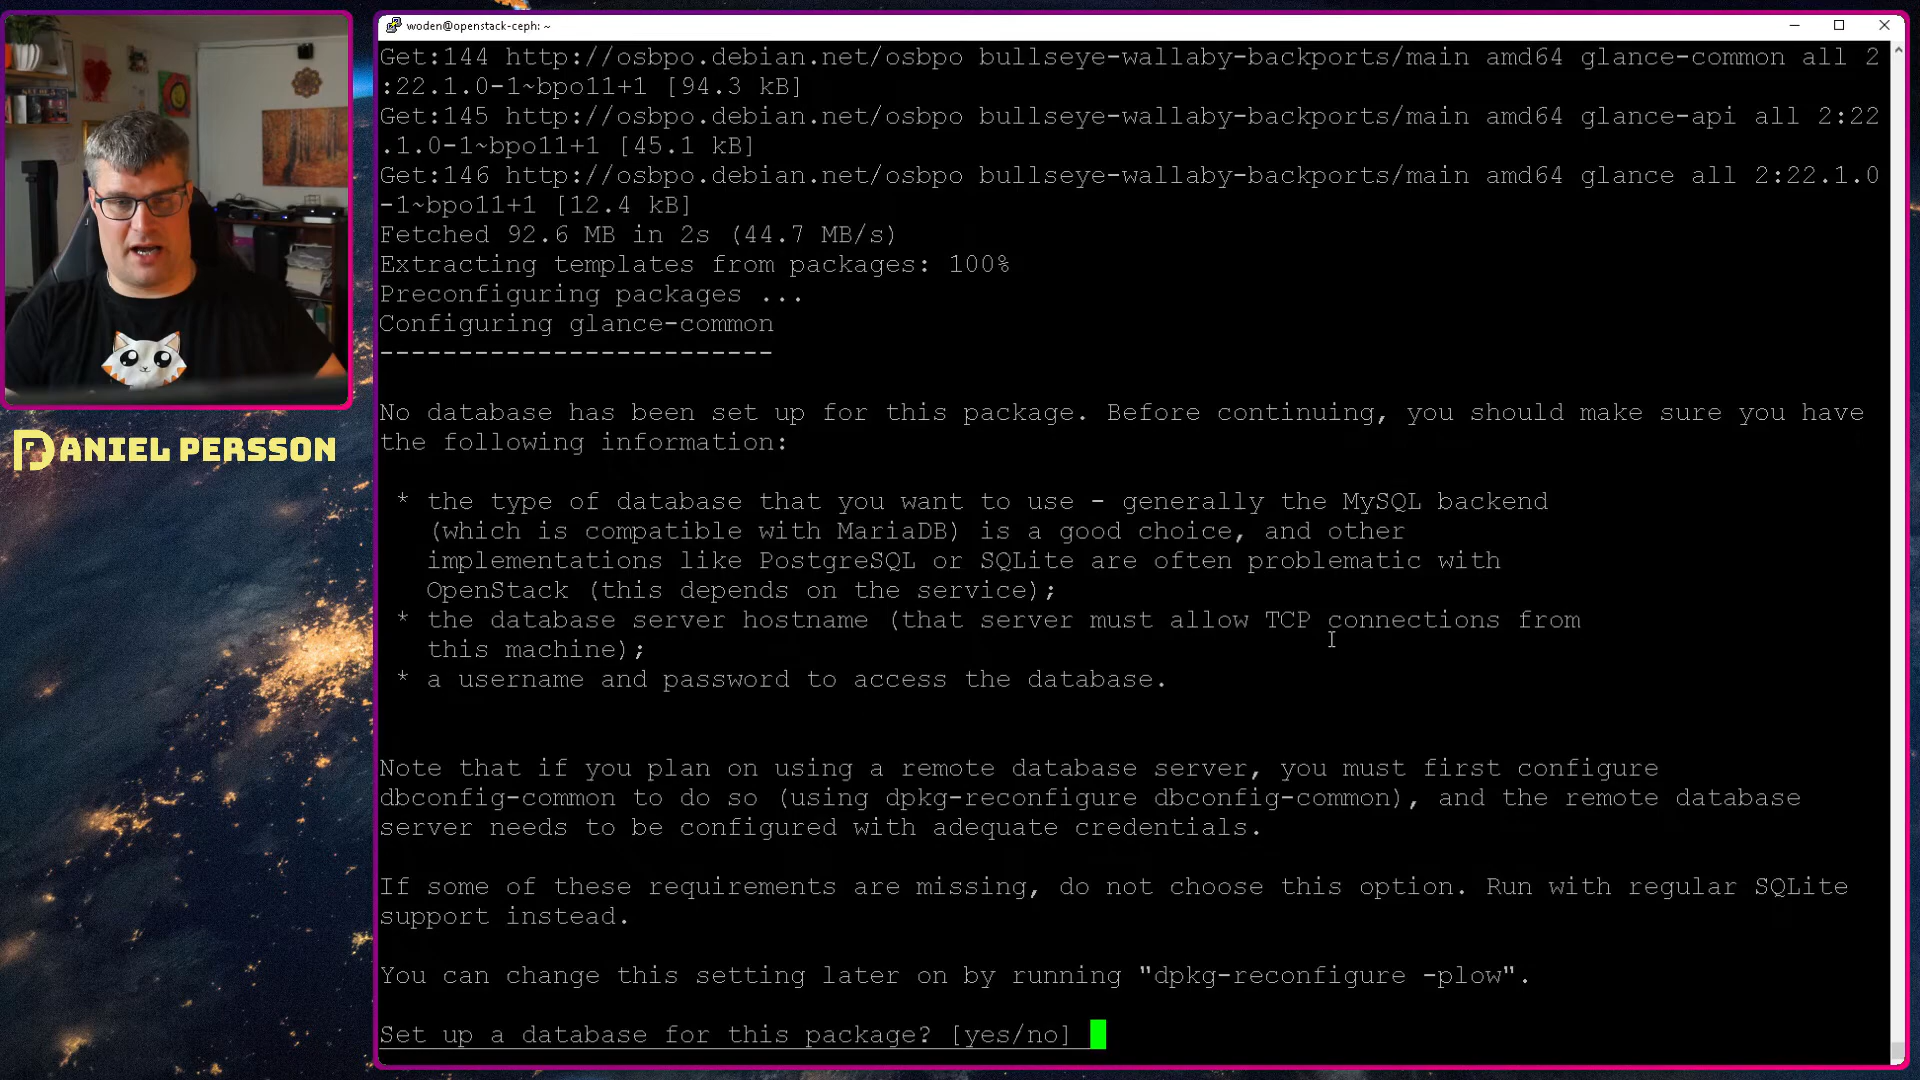 woden@openstack-ceph: ~
Get:144 http://osbpo.debian.net/osbpo bullseye-wallaby-backports/main amd64 glance-common all 2
:22.1.0-1~bpo11+1 [94.3 kB]
Get:145 http://osbpo.debian.net/osbpo bullseye-wallaby-backports/main amd64 glance-api all 2:22
.1.0-1~bpo11+1 [45.1 kB]
Get:146 http://osbpo.debian.net/osbpo bullseye-wallaby-backports/main amd64 glance all 2:22.1.0
-1~bpo11+1 [12.4 kB]
Fetched 92.6 MB in 2s (44.7 MB/s)
Extracting templates from packages: 100%
Preconfiguring packages ...
Configuring glance-common
-------------------------
No database has been set up for this package. Before continuing, you should make sure you have
the following information:
* the type of database that you want to use - generally the MySQL backend
(which is compatible with MariaDB) is a good choice, and other
implementations like PostgreSQL or SQLite are often problematic with
OpenStack (this depends on the service);
* the database server hostname (that server must allow TCP connections from
this machine);
* a username and password to access the database.
Note that if you plan on using a remote database server, you must first configure
dbconfig-common to do so (using dpkg-reconfigure dbconfig-common), and the remote database
server needs to be configured with adequate credentials.
If some of these requirements are missing, do not choose this option. Run with regular SQLite
support instead.
You can change this setting later on by running "dpkg-reconfigure -plow".
Set up a database for this package? [yes/no]
DANIEL PERSSON